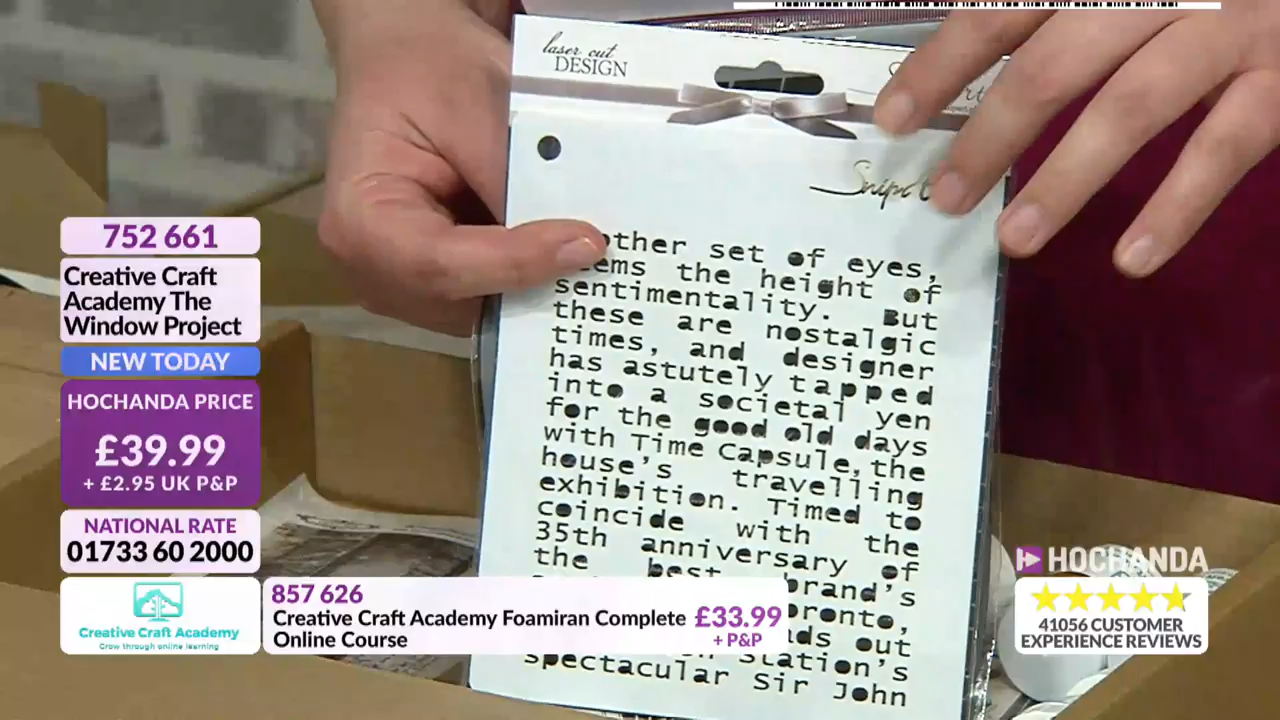 laser cut
DESIGN
other set of eyes,
the height of
sentimentality. But
these are nostalgic
times, and designer
has astutely tapped
into a societal yen
for the good old days
with Time Capsule, the
house's travelling
exhibition. Timed to
coincide with the
35th anniversary of
the best brand's
out
station's
spectacular Sir John
752 661
Creative Craft
Academy The
Window Project
NEW TODAY
HOCHANDA PRICE
£39.99
+ £2.95 UK P&P
NATIONAL RATE
01733 60 2000
Creative Craft Academy
Grow through online learning
857 626
Creative Craft Academy Foamiran Complete
Online Course
£33.99
+ P&P
HOCHANDA
41056 CUSTOMER
EXPERIENCE REVIEWS